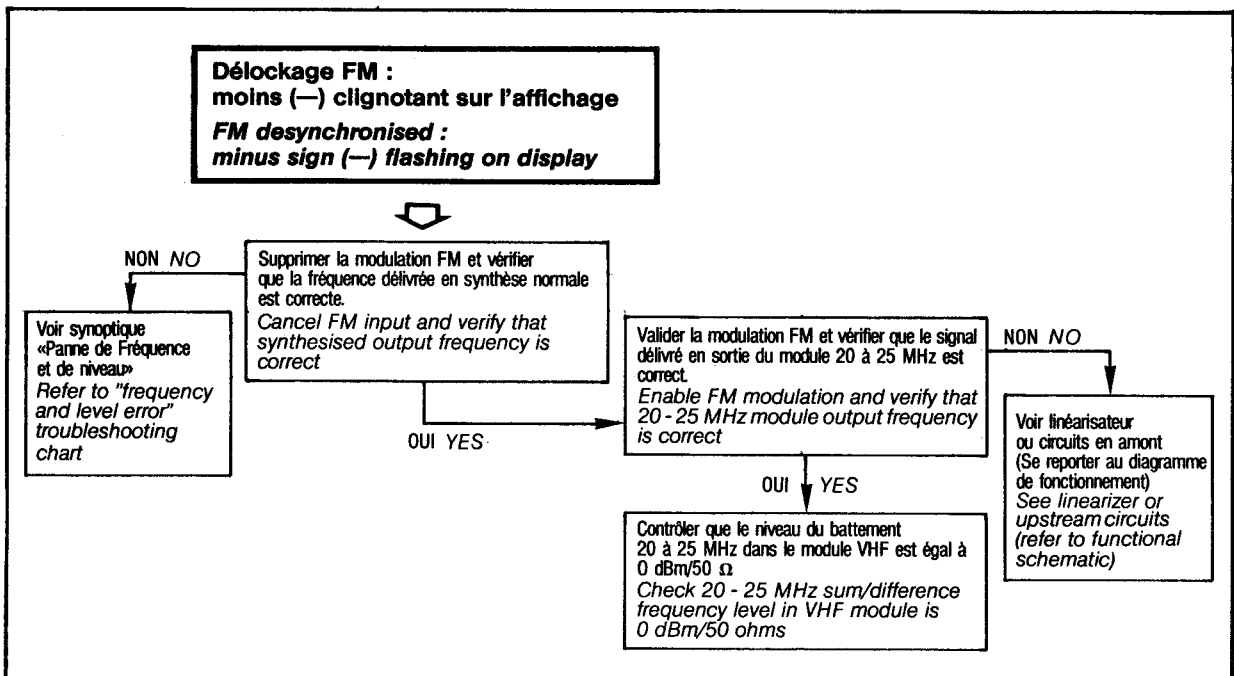 Délockage FM :
moins (—) clignotant sur l'affichage
FM desynchronised :
minus sign (—) flashing on display
NON NO
Supprimer la modulation FM et vérifier
que la fréquence délivrée en synthèse normale
est correcte.
Cancel FM input and verify that
synthesised output frequency is
correct
Voir synoptique
«Panne de Fréquence
et de niveau»
Refer to "frequency
and level error"
troubleshooting
chart
OUI YES
Valider la modulation FM et vérifier que le signal
délivré en sortie du module 20 à 25 MHz est
correct.
Enable FM modulation and verify that
20 - 25 MHz module output frequency
is correct
NON NO
Voir linéarisateur
ou circuits en amont
(Se reporter au diagramme
de fonctionnement)
See linearizer or
upstream circuits
(refer to functional
schematic)
OUI YES
Contrôler que le niveau du battement
20 à 25 MHz dans le module VHF est égal à
0 dBm/50 Ω
Check 20 - 25 MHz sum/difference
frequency level in VHF module is
0 dBm/50 ohms